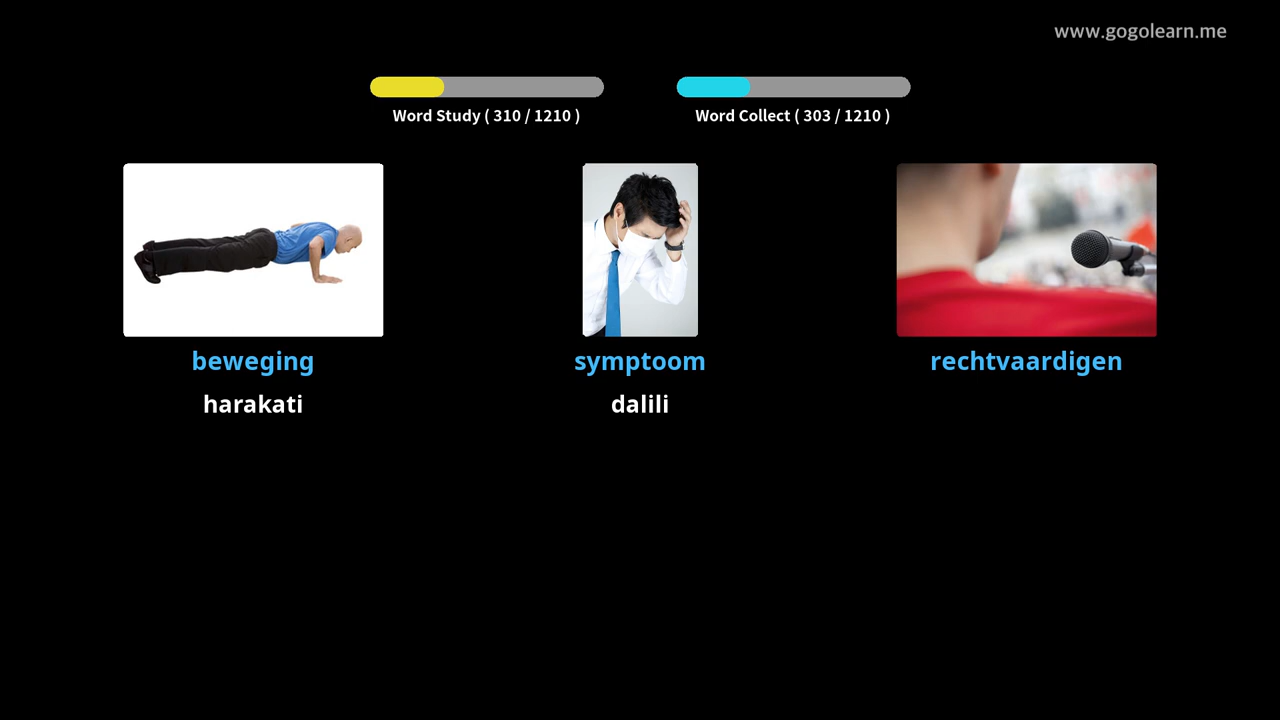 www.gogolearn.me
Word Study ( 310 / 1210 )
Word Collect ( 303 / 1210 )
beweging
symptoom
rechtvaardigen
harakati
dalili